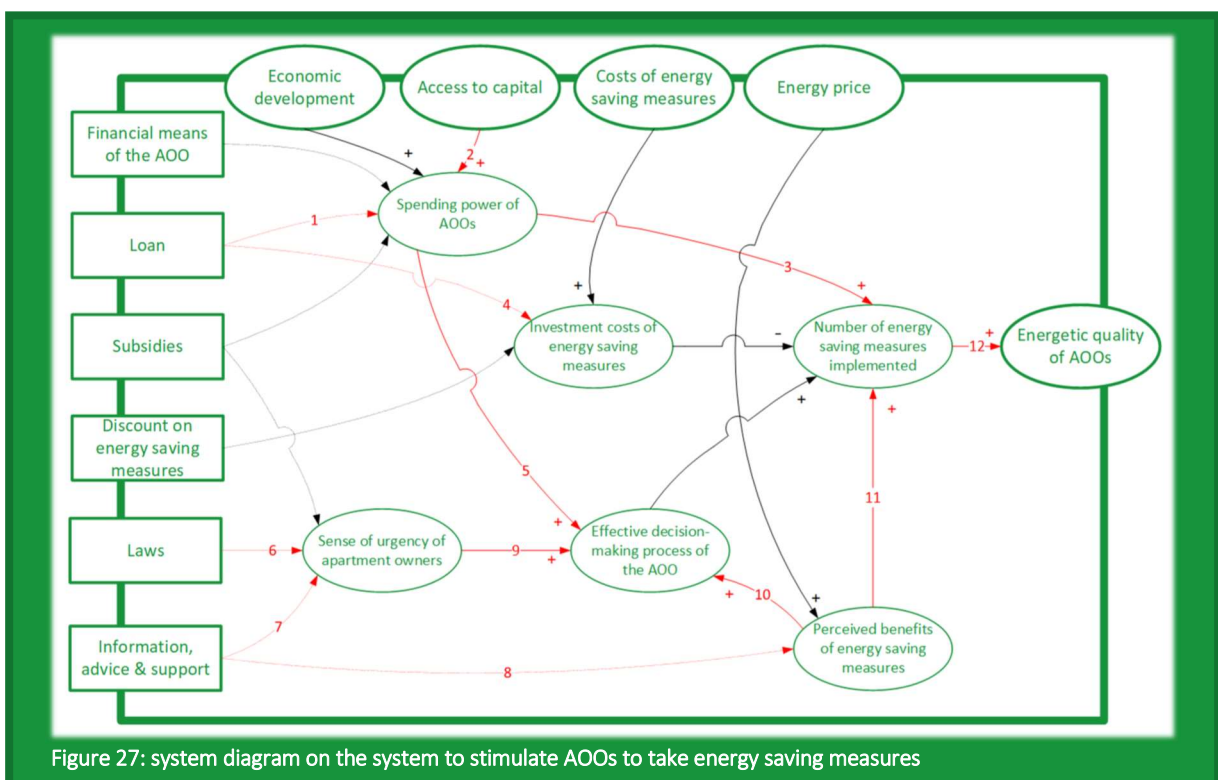 Economic
development
Access to capital
Costs of energy
saving measures
Energy price
Financial means
of the AOO
+
2
+
Spending power of
AOOs
1
Loan
3
+
4
+
Subsidies
Investment costs of
energy saving
measures
-
Number of energy
saving measures
implemented
+
12
Energetic quality
of AOOs
+
+
Discount on
energy saving
measures
5
11
+
Laws
6
Sense of urgency of
apartment owners
9
+
Effective decision-
making process of
the AOO
+
10
+
7
Information,
advice & support
8
Perceived benefits
of energy saving
measures
Figure 27: system diagram on the system to stimulate AOOs to take energy saving measures